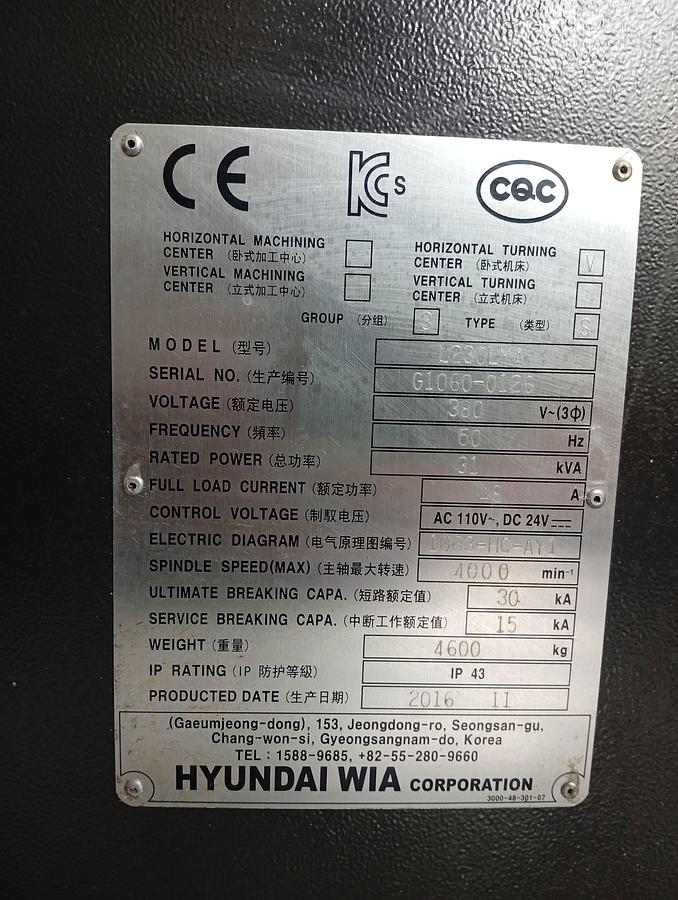 CE
KCs
CQC
HORIZONTAL MACHINING
CENTER (卧式加工中心)
HORIZONTAL TURNING
CENTER (卧式机床) V
VERTICAL MACHINING
CENTER (立式加工中心)
VERTICAL TURNING
CENTER (立式机床)
GROUP (分组) 3 TYPE (类型) S
MODEL (型号) L230LMA
SERIAL NO. (生产编号) G1060-0126
VOLTAGE (额定电压) 380 V~(3Φ)
FREQUENCY (频率) Hz
RATED POWER (总功率) 31 kVA
FULL LOAD CURRENT (额定功率) A
CONTROL VOLTAGE (制馭电压) AC 110V~, DC 24V
ELECTRIC DIAGRAM (电气原理图编号) -HC-AY1
SPINDLE SPEED(MAX) (主轴最大转速) 4000 min⁻¹
ULTIMATE BREAKING CAPA. (短路额定值) 30 kA
SERVICE BREAKING CAPA. (中断工作额定值) 15 kA
WEIGHT (重量) 4600 kg
IP RATING (IP 防护等級) IP 43
PRODUCTED DATE (生产日期) 2016 11
(Gaeumjeong-dong), 153, Jeongdong-ro, Seongsan-gu,
Chang-won-si, Gyeongsangnam-do, Korea
TEL : 1588-9685, +82-55-280-9660
HYUNDAI WIA CORPORATION
3000-48-301-07